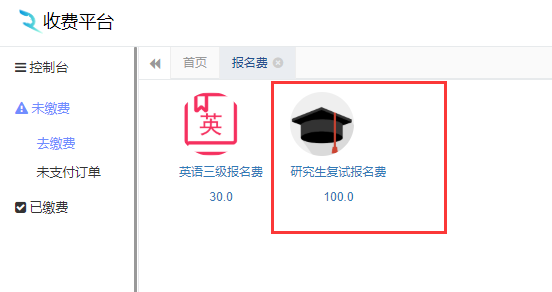 收费平台
控制台
首页
报名费
未缴费
去缴费
未支付订单
已缴费
英
英语三级报名费
30.0
研究生复试报名费
100.0